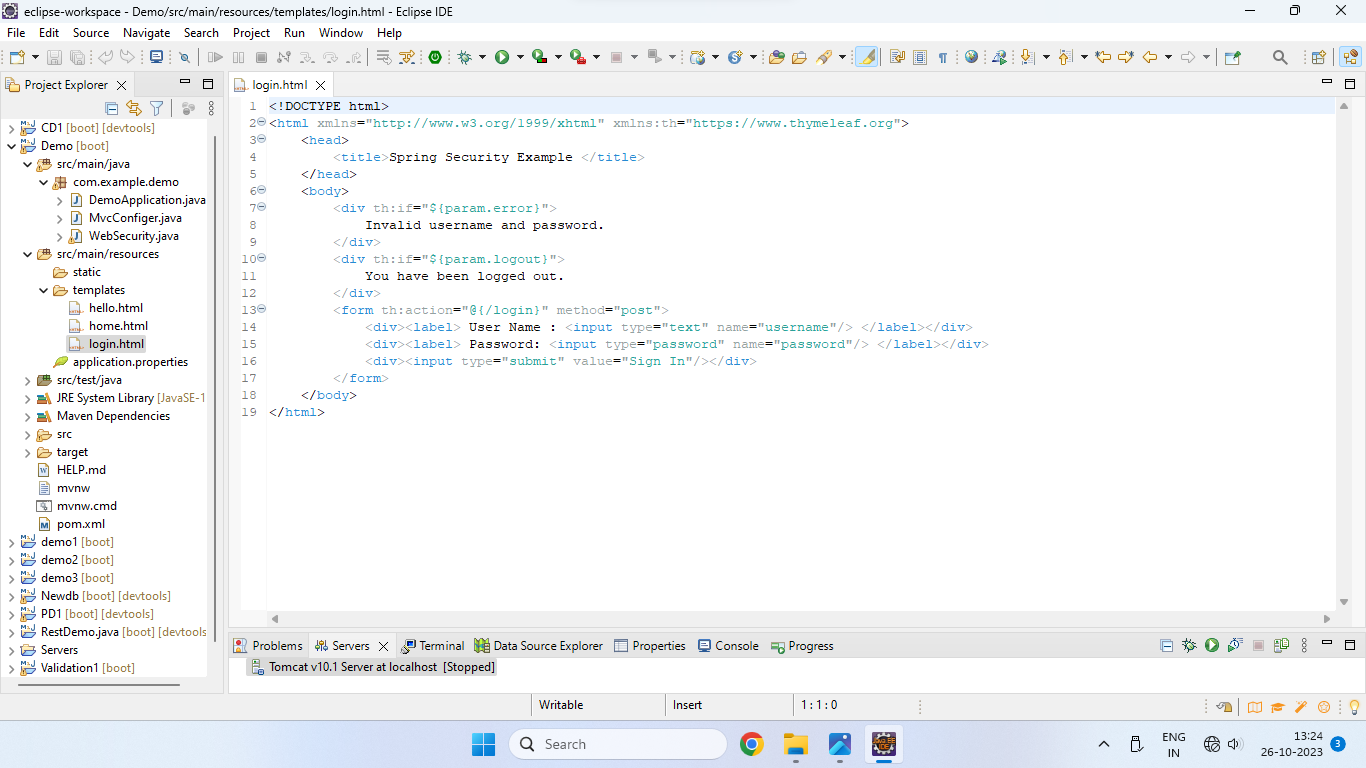 eclipse-workspace - Demo/src/main/resources/templates/login.html - Eclipse IDE
File Edit Source Navigate Search Project Run Window Help
Project Explorer
CD1 [boot] [devtools]
Demo [boot]
src/main/java
com.example.demo
DemoApplication.java
MvcConfiger.java
WebSecurity.java
src/main/resources
static
templates
hello.html
home.html
login.html
application.properties
src/test/java
JRE System Library [JavaSE-1
Maven Dependencies
src
target
HELP.md
mvnw
mvnw.cmd
pom.xml
demo1 [boot]
demo2 [boot]
demo3 [boot]
Newdb [boot] [devtools]
PD1 [boot] [devtools]
RestDemo.java [boot] [devtools
Servers
Validation1 [boot]
login.html
1 <!DOCTYPE html>
2 <html xmlns="http://www.w3.org/1999/xhtml" xmlns:th="https://www.thymeleaf.org">
3 <head>
4 <title>Spring Security Example </title>
5 </head>
6 <body>
7 <div th:if="${param.error}">
8 Invalid username and password.
9 </div>
10 <div th:if="${param.logout}">
11 You have been logged out.
12 </div>
13 <form th:action="@{/login}" method="post">
14 <div><label> User Name : <input type="text" name="username"/> </label></div>
15 <div><label> Password: <input type="password" name="password"/> </label></div>
16 <div><input type="submit" value="Sign In"/></div>
17 </form>
18 </body>
19 </html>
Problems Servers Terminal Data Source Explorer Properties Console Progress
Tomcat v10.1 Server at localhost [Stopped]
Writable Insert 1 : 1 : 0
Search
ENG
IN
13:24
26-10-2023
3